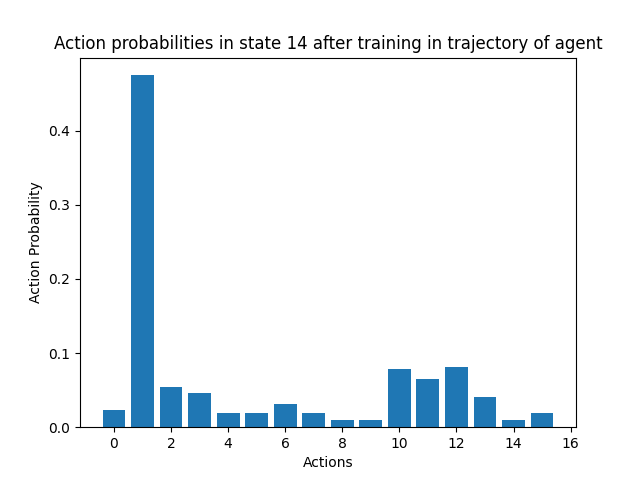 Action probabilities in state 14 after training in trajectory of agent
Action Probability
0.4
0.3
0.2
0.1
0.0
0 2 4 6 8 10 12 14 16
Actions